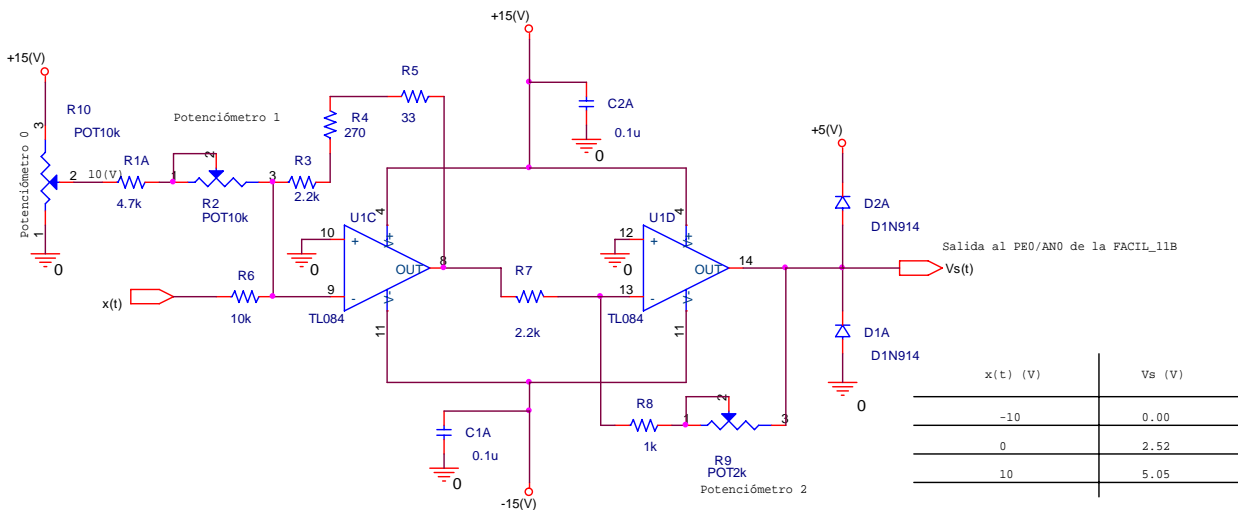 +15(V)
+15(V)
R5
33
R4
270
C2A
0.1u
0
R10
POT10k
Potenciómetro 1
Potenciómetro 0
3
2
1
10(V)
R1A
4.7k
1
2
3
R2
POT10k
R3
2.2k
+5(V)
D2A
D1N914
0
U1C
4
V+
10
+
0
OUT
8
9
-
V-
11
TL084
x(t)
R6
10k
R7
2.2k
U1D
4
V+
12
+
0
OUT
14
13
-
V-
11
TL084
Salida al PE0/AN0 de la FACIL_11B
Vs(t)
D1A
D1N914
0
R8
1k
1
2
3
R9
POT2k
Potenciómetro 2
C1A
0.1u
0
-15(V)
x(t) (V) Vs (V)
-10 0.00
0 2.52
10 5.05